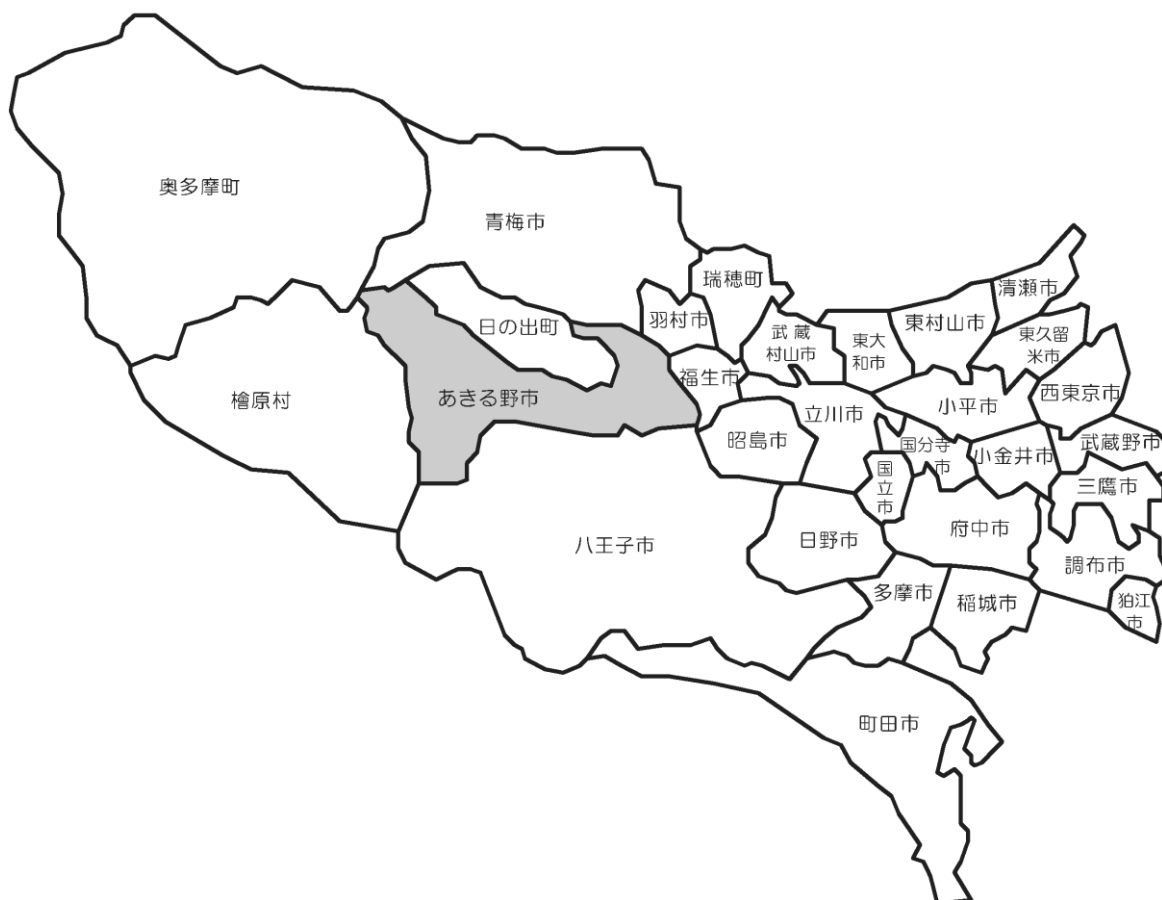 奥多摩町
青梅市
瑞穂町
清瀬市
羽村市
武蔵
村山市
東大
和市
東村山市
東久留
米市
日の出町
福生市
西東京市
檜原村
あきる野市
立川市
小平市
昭島市
国分寺
市
小金井市
武蔵野市
国
立
市
三鷹市
八王子市
日野市
府中市
調布市
多摩市
稲城市
狛江
市
町田市